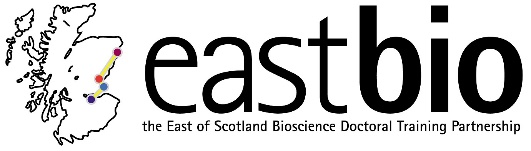 eastbio
the East of Scotland Bioscience Doctoral Training Partnership